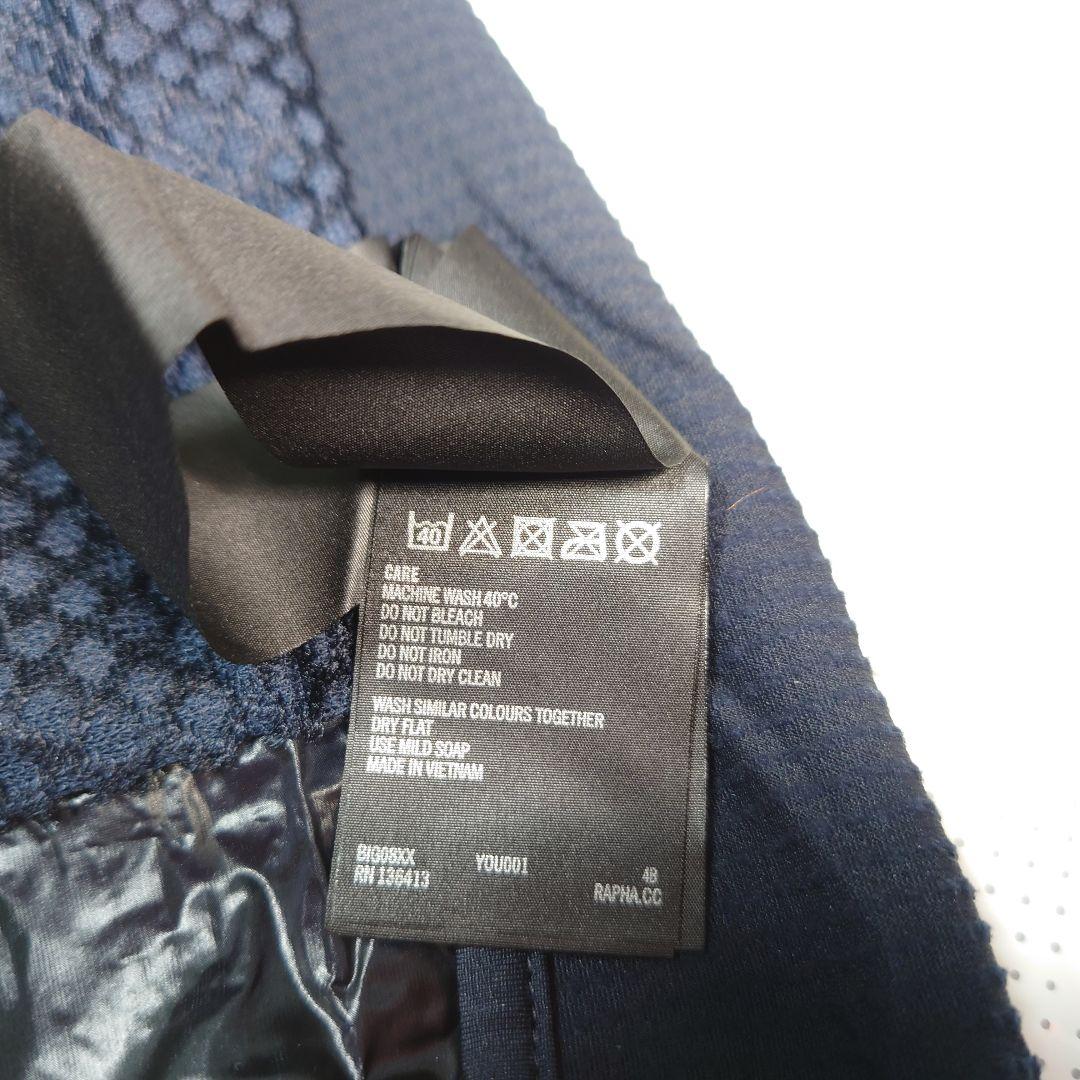 40
CARE
MACHINE WASH 40°C
DO NOT BLEACH
DO NOT TUMBLE DRY
DO NOT IRON
DO NOT DRY CLEAN
WASH SIMILAR COLOURS TOGETHER
DRY FLAT
USE MILD SOAP
MADE IN VIETNAM
BIG08XX YOU001 4B
RN 136413 RAPHA.CC